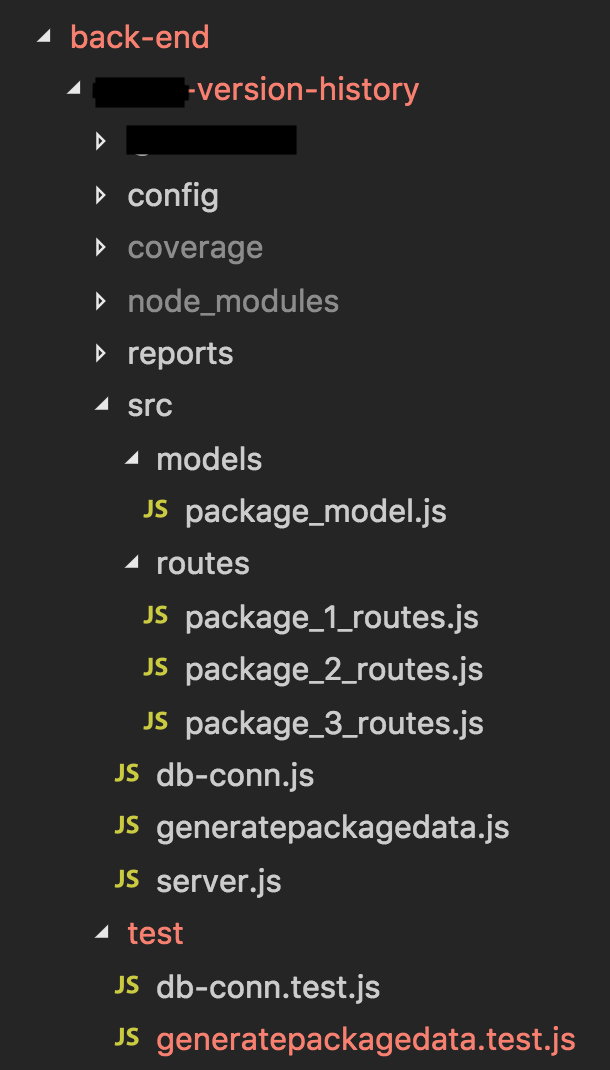 back-end
-version-history
config
coverage
node_modules
reports
src
models
JS package_model.js
routes
JS package_1_routes.js
JS package_2_routes.js
JS package_3_routes.js
JS db-conn.js
JS generatepackagedata.js
JS server.js
test
JS db-conn.test.js
JS generatepackagedata.test.js